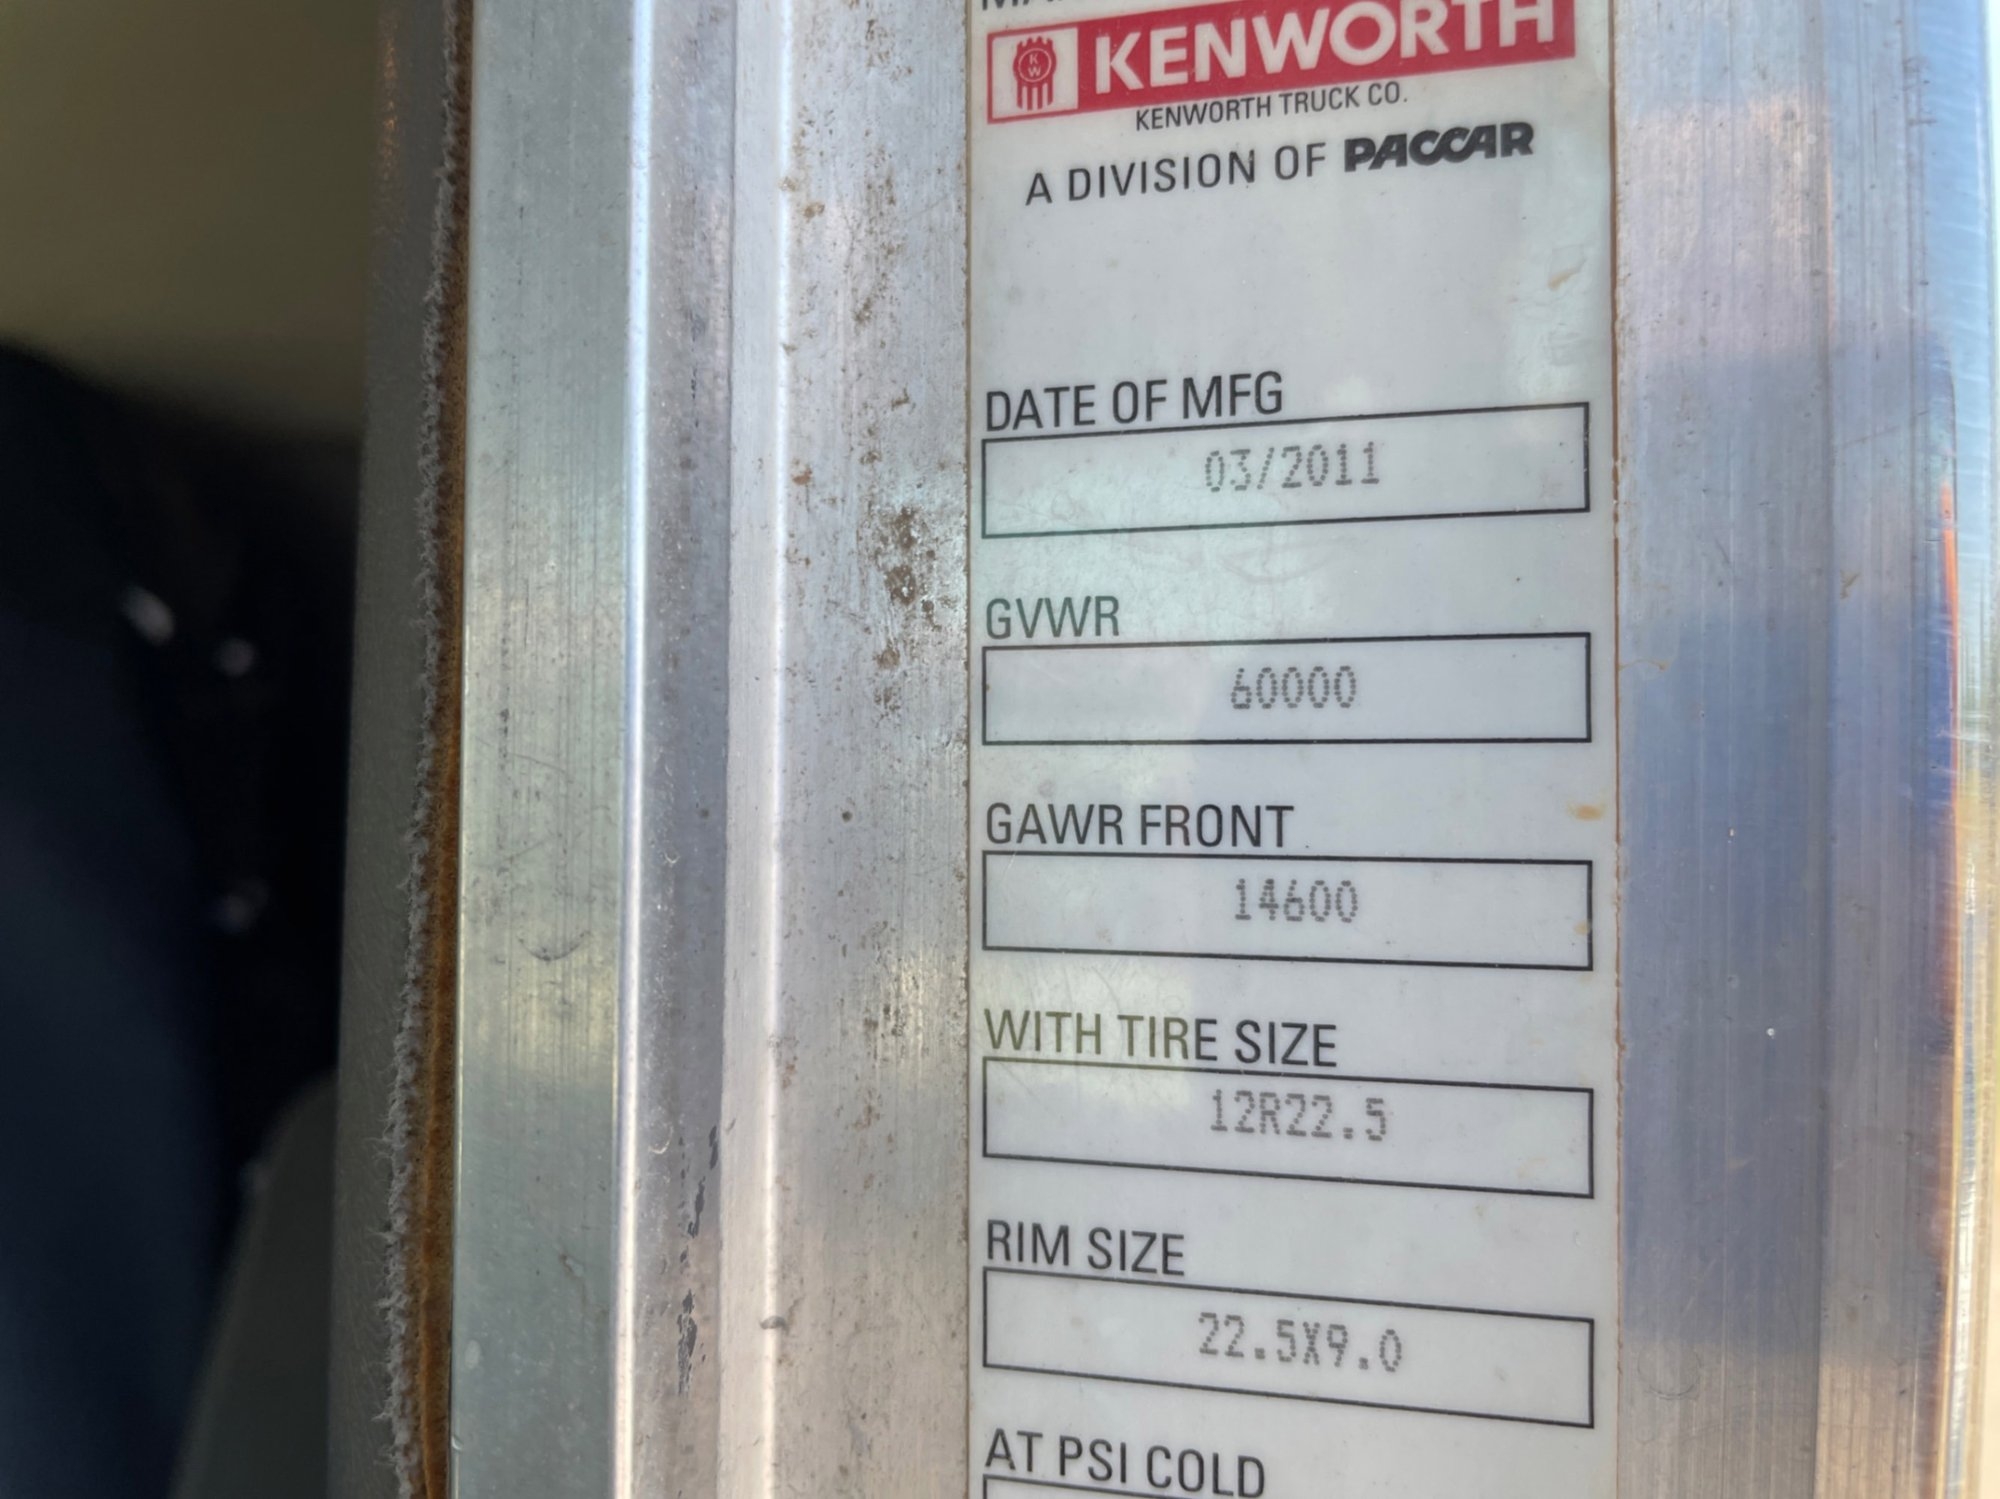 KENWORTH
KW
KENWORTH TRUCK CO.
A DIVISION OF PACCAR
DATE OF MFG
03/2011
GVWR
60000
GAWR FRONT
14600
WITH TIRE SIZE
12R22.5
RIM SIZE
22.5X9.0
AT PSI COLD